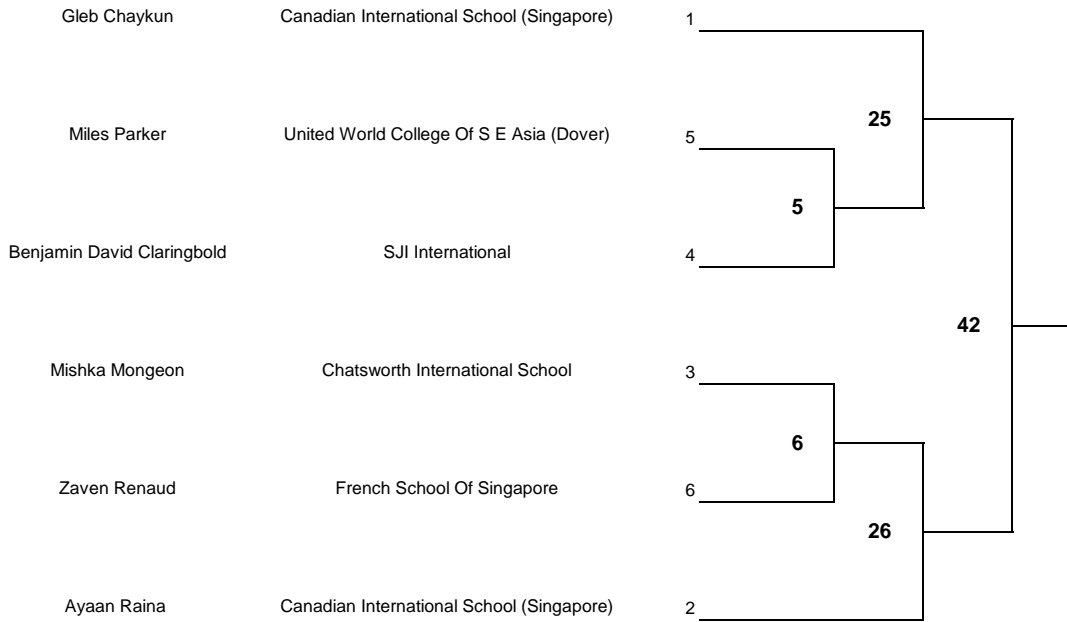 Gleb Chaykun Canadian International School (Singapore) 1
25
Miles Parker United World College Of S E Asia (Dover) 5
5
Benjamin David Claringbold SJI International 4
42
Mishka Mongeon Chatsworth International School 3
6
Zaven Renaud French School Of Singapore 6
26
Ayaan Raina Canadian International School (Singapore) 2